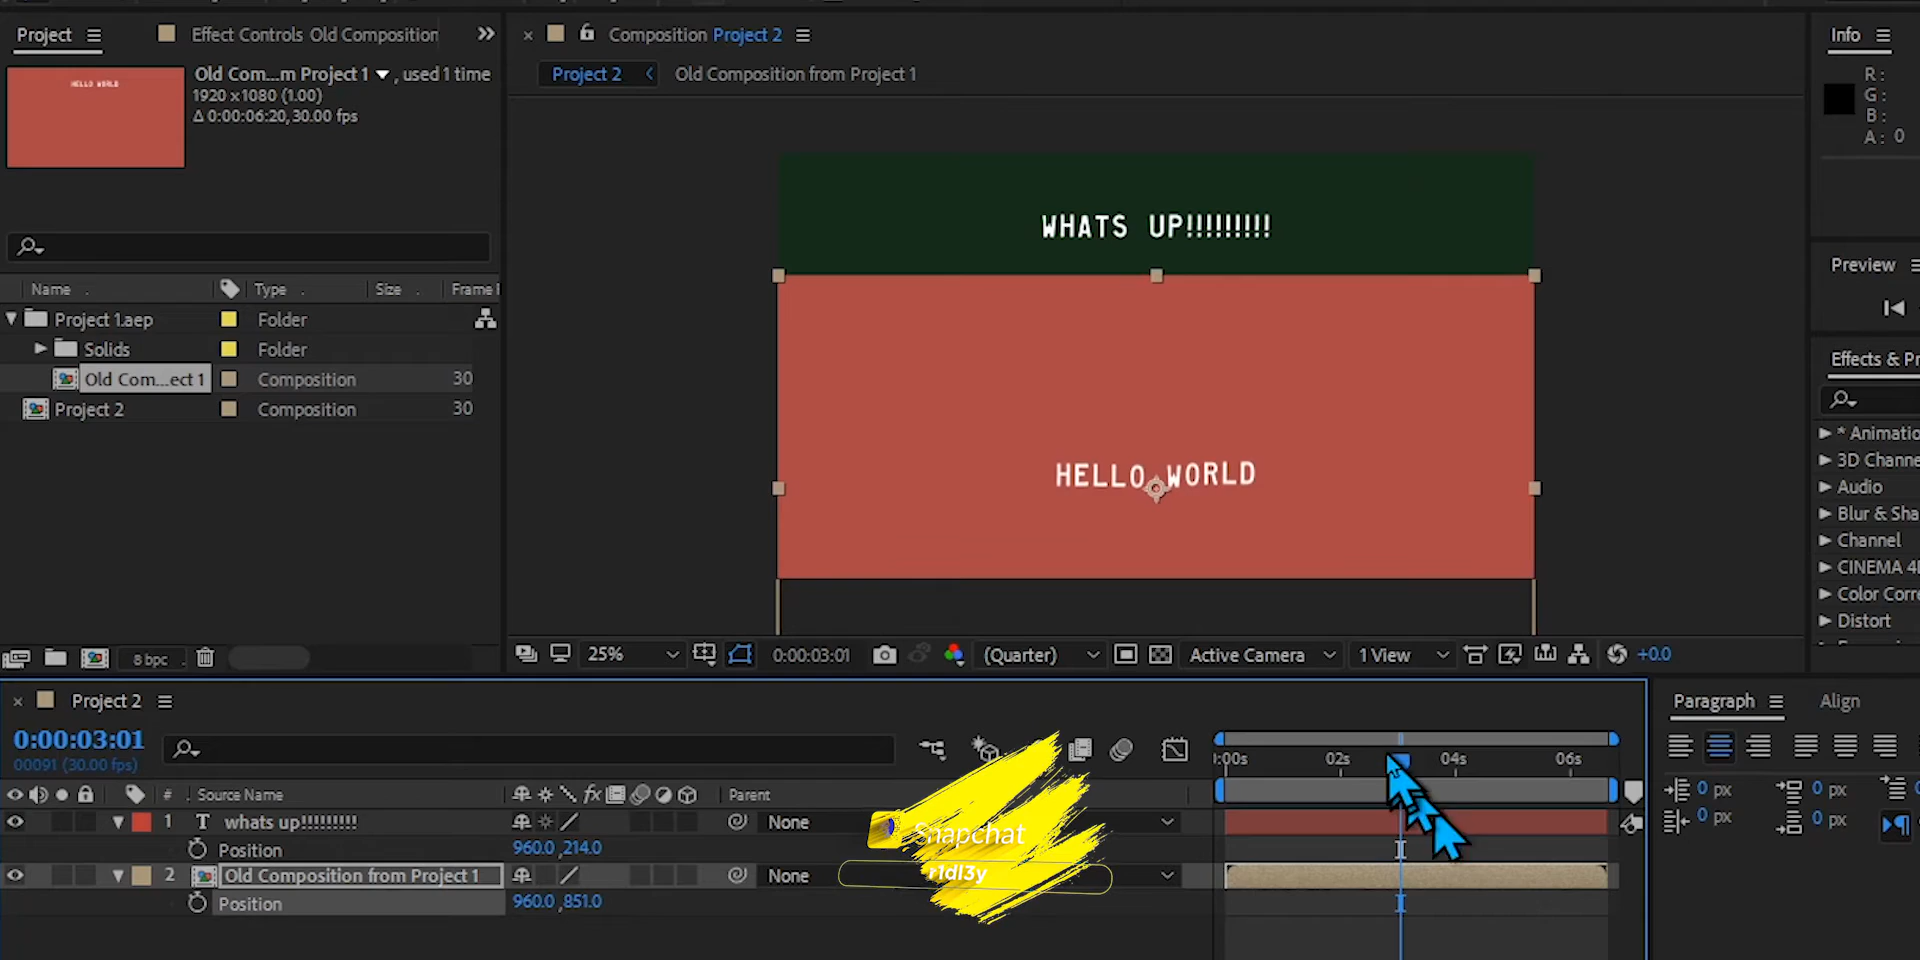 Project
Effect Controls Old Composition
Composition Project 2
Info
Old Com...m Project 1 , used 1 time
1920 x1080 (1.00)
Δ 0:00:06:20, 30.00 fps
HELLO WORLD
Project 2
Old Composition from Project 1
R :
G :
B :
A : 0
WHATS UP!!!!!!!!!
HELLO WORLD
Name
Type
Size
Frame
Project 1.aep
Folder
Solids
Folder
Old Com...ect 1
Composition
30
Project 2
Composition
30
Preview
Effects & Pr
* Animatio
3D Channe
Audio
Blur & Sha
Channel
CINEMA 4
Color Corre
Distort
8 bpc
25%
0:00:03:01
(Quarter)
Active Camera
1 View
+0.0
Project 2
0:00:03:01
00091 (30.00 fps)
:00s
02s
04s
06s
# Source Name
fx
Parent
1 T whats up!!!!!!!!!
None
Position
960.0 ,214.0
2 Old Composition from Project 1
None
Position
960.0 ,851.0
Snapchat
r1dl3y
Paragraph
Align
0 px
0 px
0 px
0 px